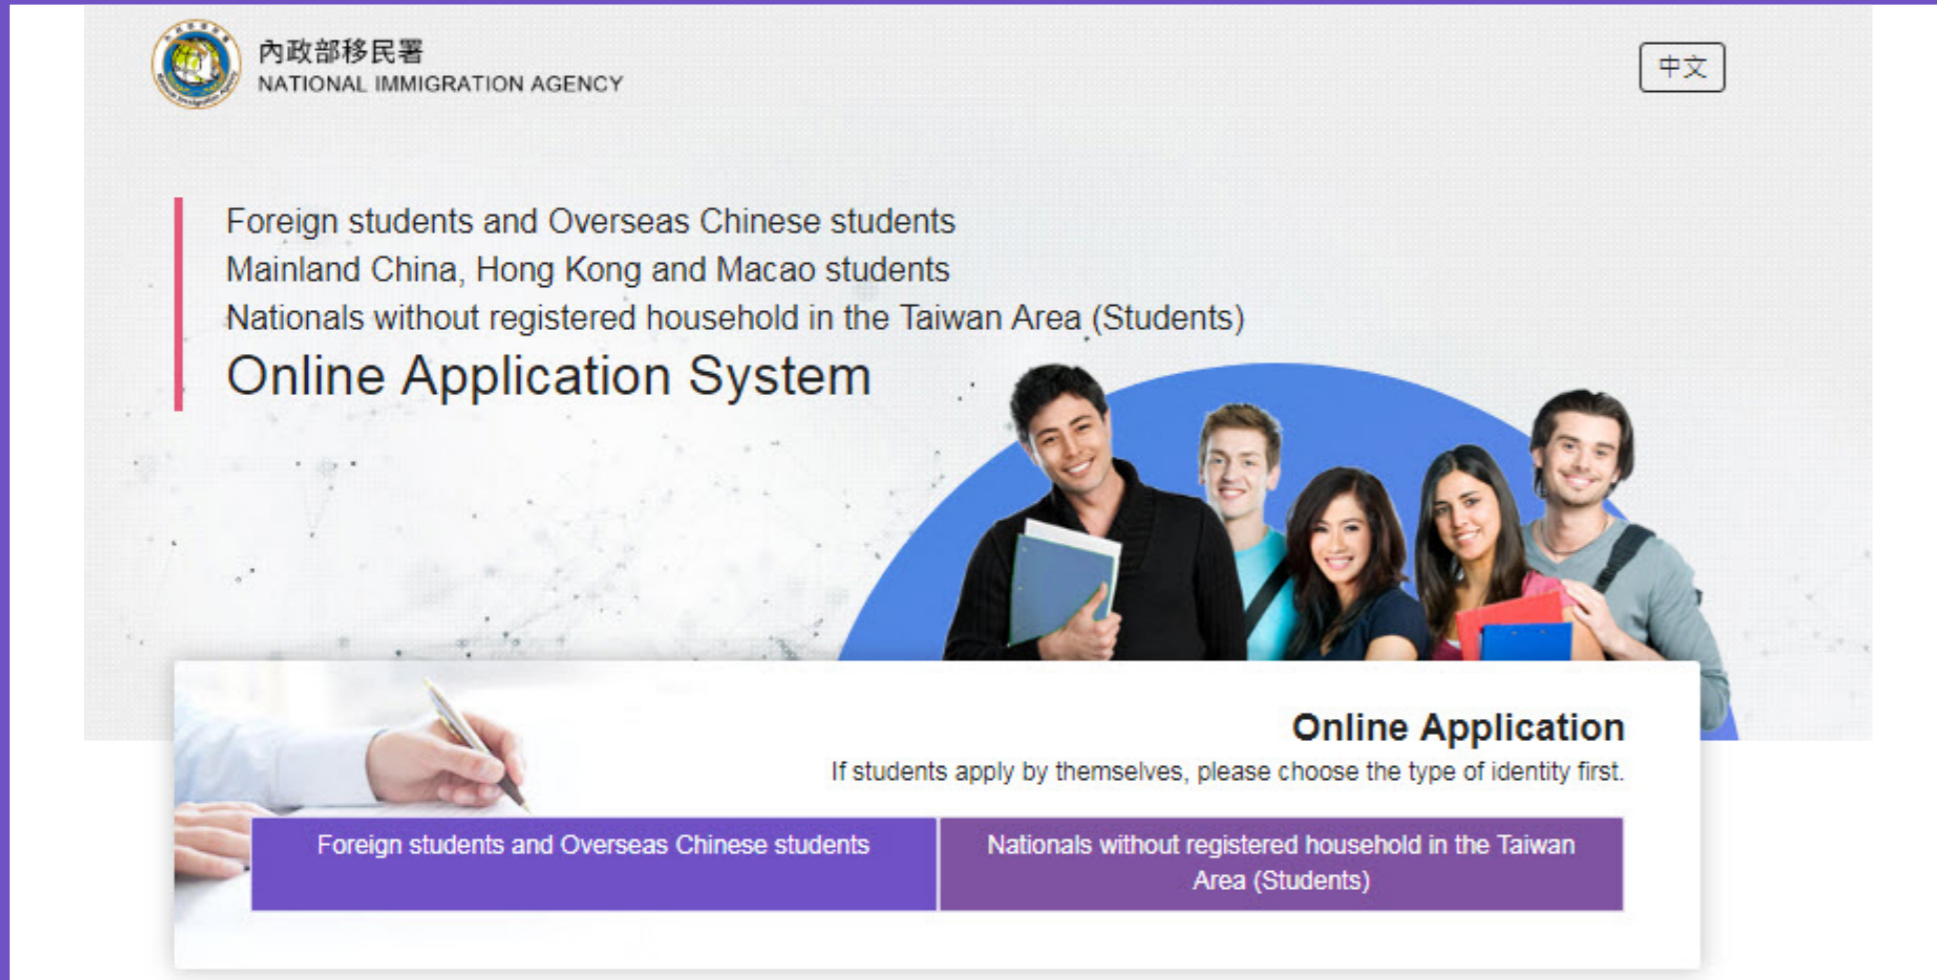 內政部移民署
NATIONAL IMMIGRATION AGENCY
中文
Foreign students and Overseas Chinese students
Mainland China, Hong Kong and Macao students
Nationals without registered household in the Taiwan Area (Students)
Online Application System
Online Application
If students apply by themselves, please choose the type of identity first.
Foreign students and Overseas Chinese students
Nationals without registered household in the Taiwan
Area (Students)